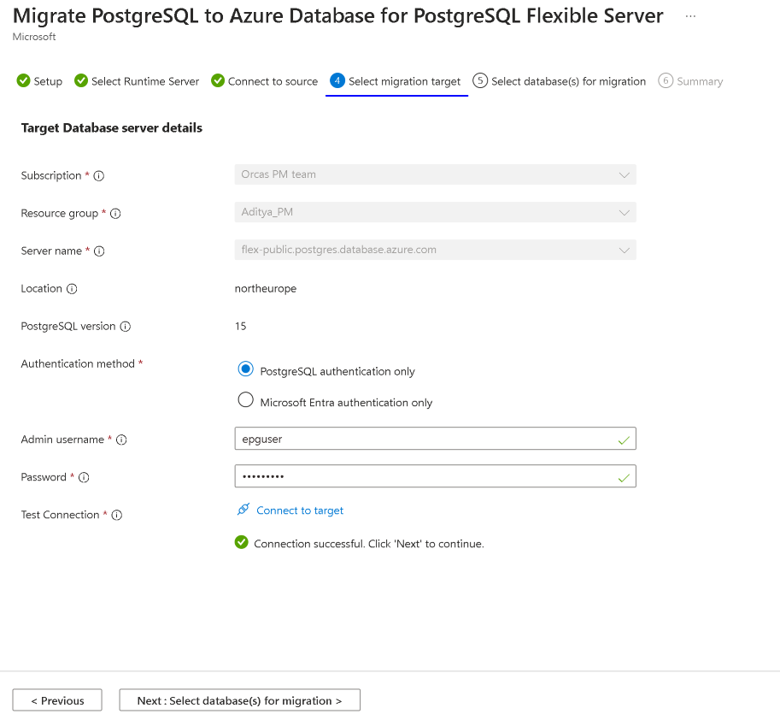 Migrate PostgreSQL to Azure Database for PostgreSQL Flexible Server ...
Microsoft
Setup Select Runtime Server Connect to source 4 Select migration target 5 Select database(s) for migration 6 Summary
Target Database server details
Subscription * Orcas PM team
Resource group * Aditya_PM
Server name * flex-public.postgres.database.azure.com
Location northeurope
PostgreSQL version 15
Authentication method * PostgreSQL authentication only
Microsoft Entra authentication only
Admin username * epguser
Password * •••••••••
Test Connection * Connect to target
Connection successful. Click 'Next' to continue.
< Previous Next : Select database(s) for migration >